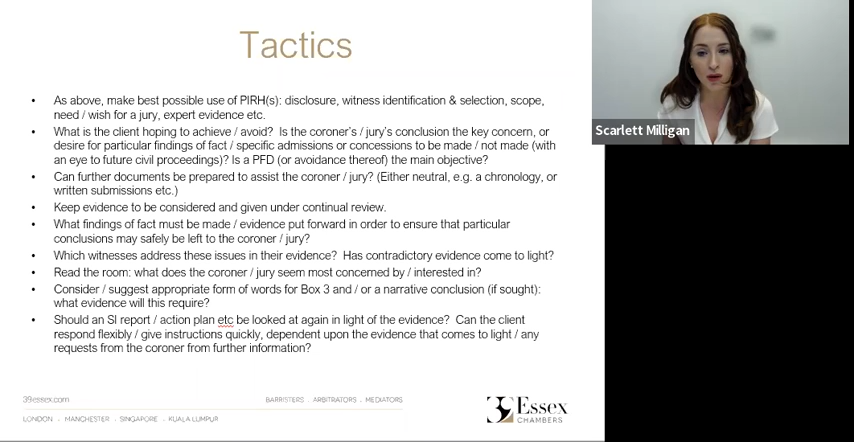 Tactics
• As above, make best possible use of PIRH(s): disclosure, witness identification & selection, scope,
need / wish for a jury, expert evidence etc.
• What is the client hoping to achieve / avoid? Is the coroner's / jury's conclusion the key concern, or
desire for particular findings of fact / specific admissions or concessions to be made / not made (with
an eye to future civil proceedings)? Is a PFD (or avoidance thereof) the main objective?
• Can further documents be prepared to assist the coroner / jury? (Either neutral, e.g. a chronology, or
written submissions etc.)
• Keep evidence to be considered and given under continual review.
• What findings of fact must be made / evidence put forward in order to ensure that particular
conclusions may safely be left to the coroner / jury?
• Which witnesses address these issues in their evidence? Has contradictory evidence come to light?
• Read the room: what does the coroner / jury seem most concerned by / interested in?
• Consider / suggest appropriate form of words for Box 3 and / or a narrative conclusion (if sought):
what evidence will this require?
• Should an SI report / action plan etc be looked at again in light of the evidence? Can the client
respond flexibly / give instructions quickly, dependent upon the evidence that comes to light / any
requests from the coroner from further information?
39essex.com
BARRISTERS . ARBITRATORS . MEDIATORS
LONDON . MANCHESTER . SINGAPORE . KUALA LUMPUR
39 Essex
CHAMBERS
Scarlett Milligan